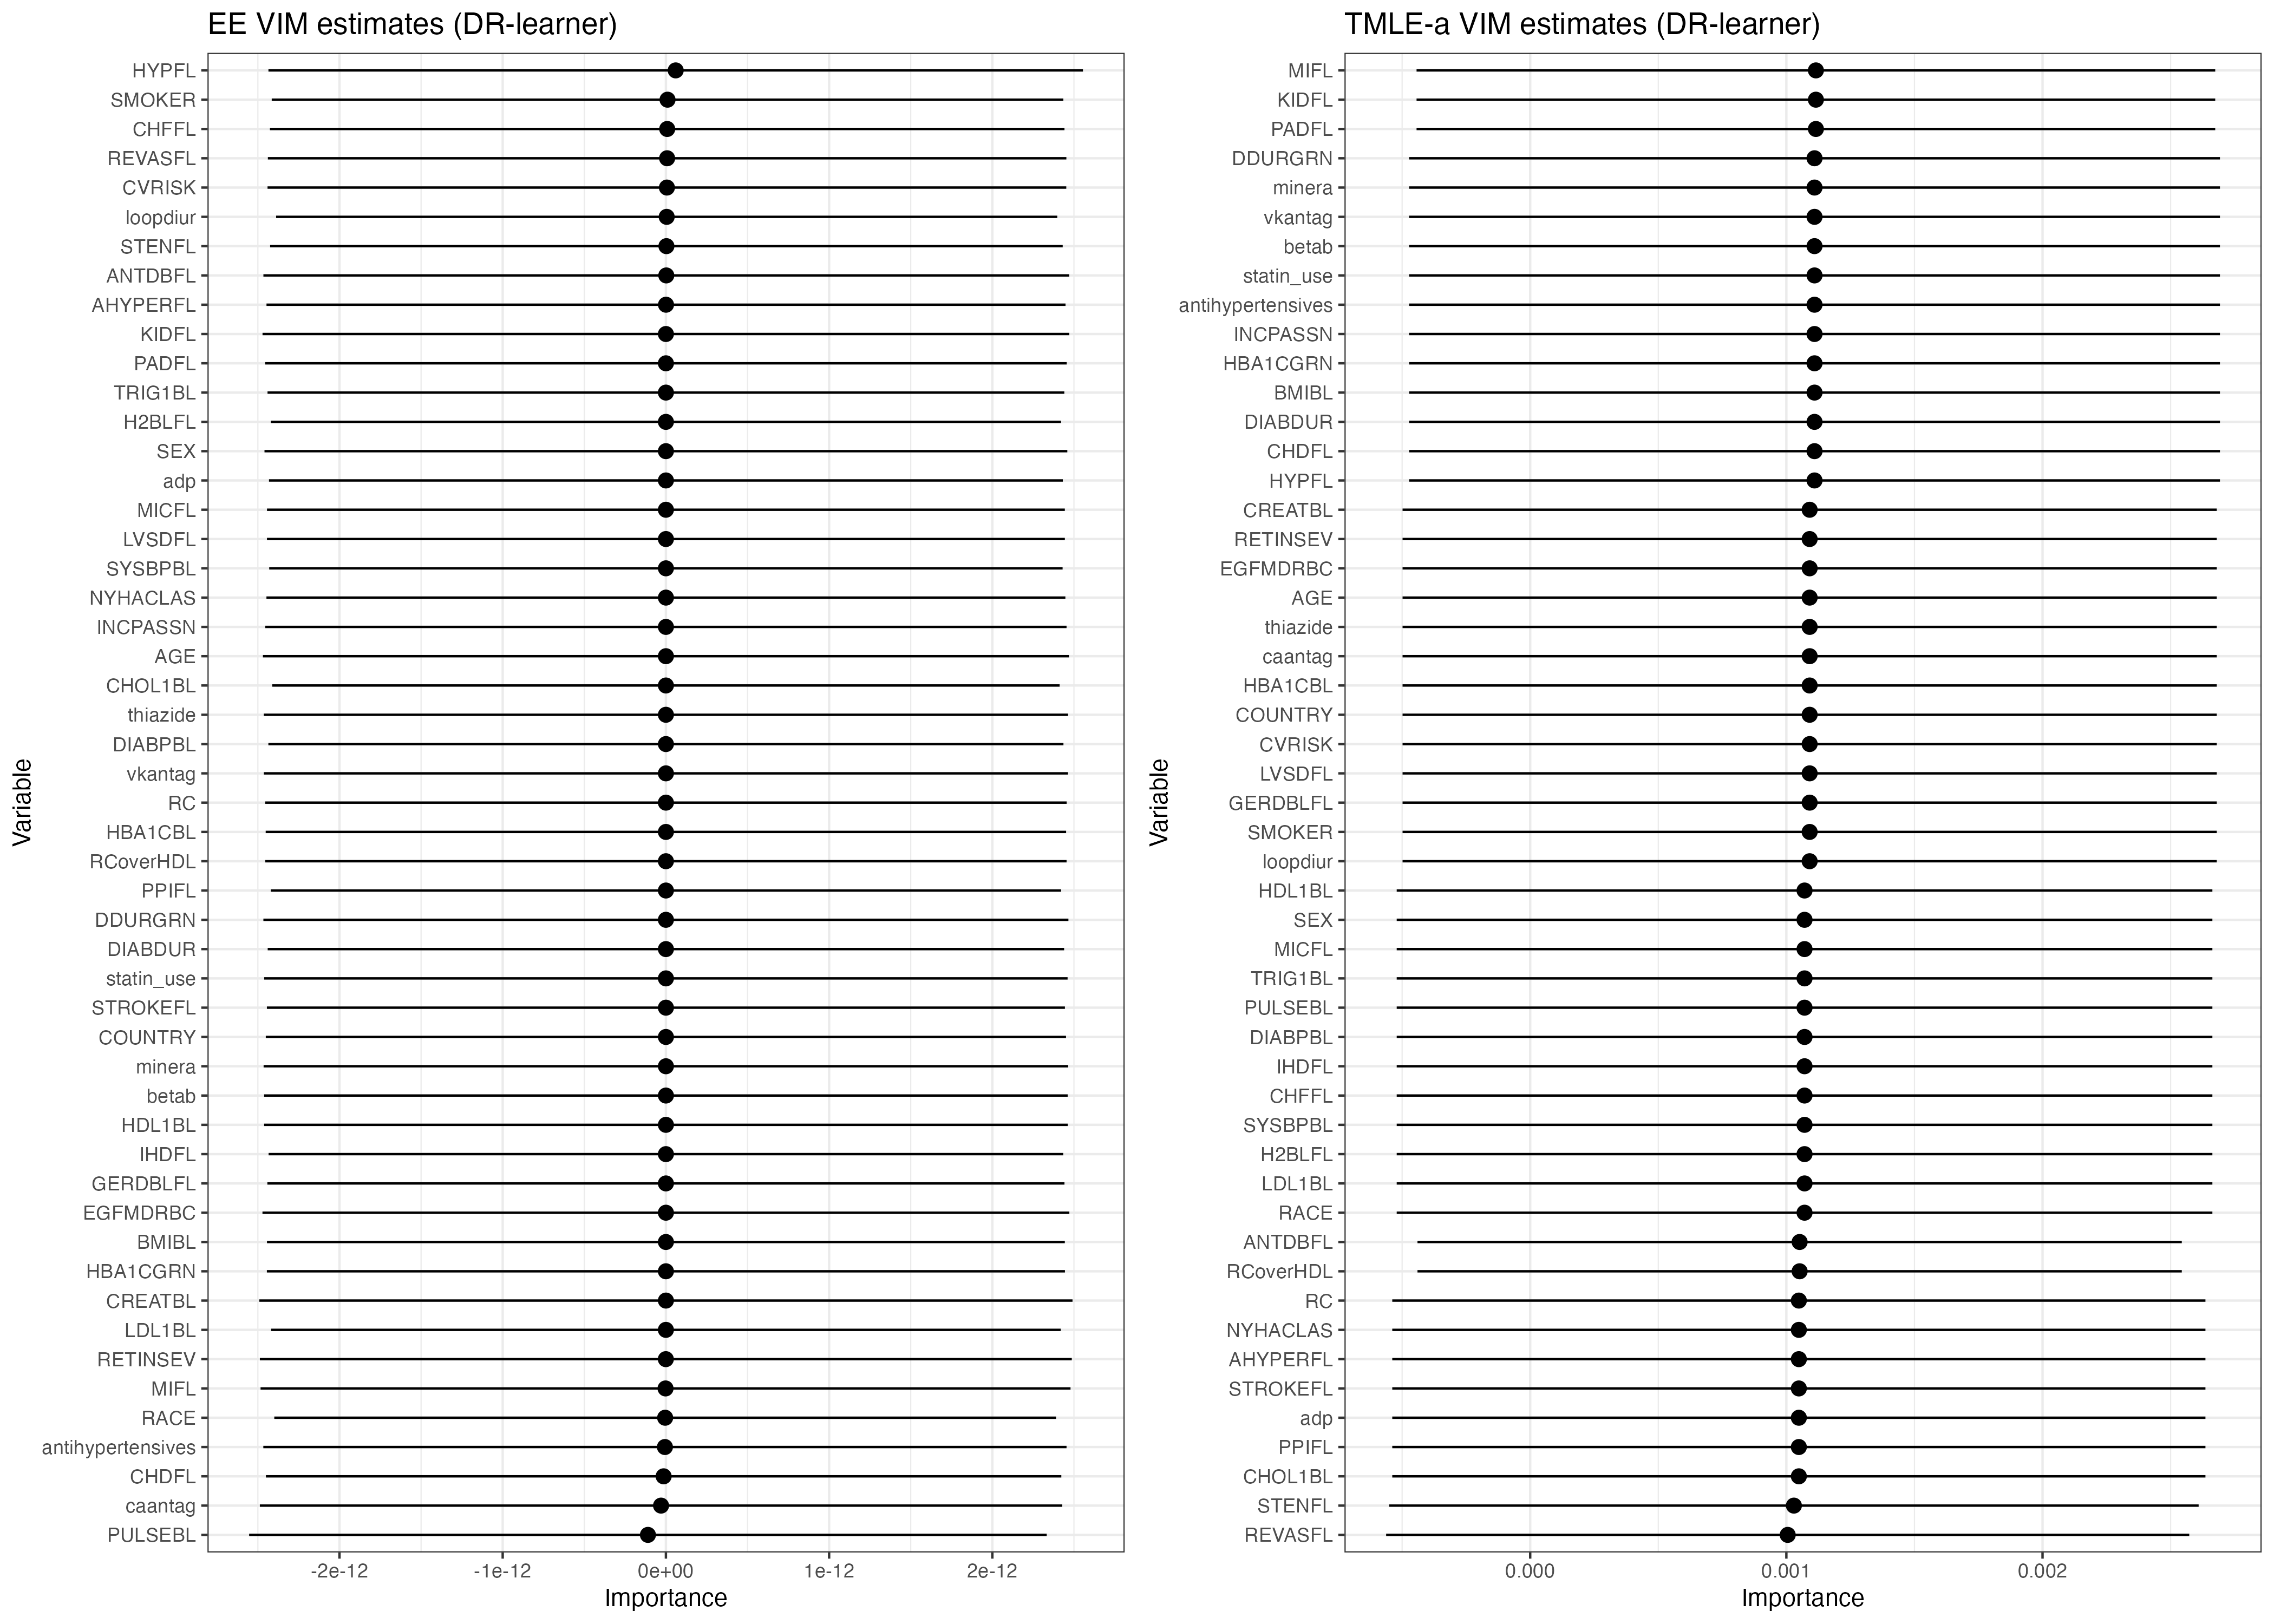 EE VIM estimates (DR-learner)
HYPFL
SMOKER
CHFFL
REVASFL
CVRISK
loopdiur
STENFL
ANTDBFL
AHYPERFL
KIDFL
PADFL
TRIG1BL
H2BLFL
SEX
adp
MICFL
LVSDFL
SYSBPBL
NYHACLAS
INCPASSN
AGE
CHOL1BL
thiazide
DIABPBL
vkantag
RC
HBA1CBL
RCoverHDL
PPIFL
DDURGRN
DIABDUR
statin_use
STROKEFL
COUNTRY
minera
betab
HDL1BL
IHDFL
GERDBLFL
EGFMDRBC
BMIBL
HBA1CGRN
CREATBL
LDL1BL
RETINSEV
MIFL
RACE
antihypertensives
CHDFL
caantag
PULSEBL
Variable
-2e-12 -1e-12 0e+00 1e-12 2e-12
Importance
TMLE-a VIM estimates (DR-learner)
MIFL
KIDFL
PADFL
DDURGRN
minera
vkantag
betab
statin_use
antihypertensives
INCPASSN
HBA1CGRN
BMIBL
DIABDUR
CHDFL
HYPFL
CREATBL
RETINSEV
EGFMDRBC
AGE
thiazide
caantag
HBA1CBL
COUNTRY
CVRISK
LVSDFL
GERDBLFL
SMOKER
loopdiur
HDL1BL
SEX
MICFL
TRIG1BL
PULSEBL
DIABPBL
IHDFL
CHFFL
SYSBPBL
H2BLFL
LDL1BL
RACE
ANTDBFL
RCoverHDL
RC
NYHACLAS
AHYPERFL
STROKEFL
adp
PPIFL
CHOL1BL
STENFL
REVASFL
Variable
0.000 0.001 0.002
Importance